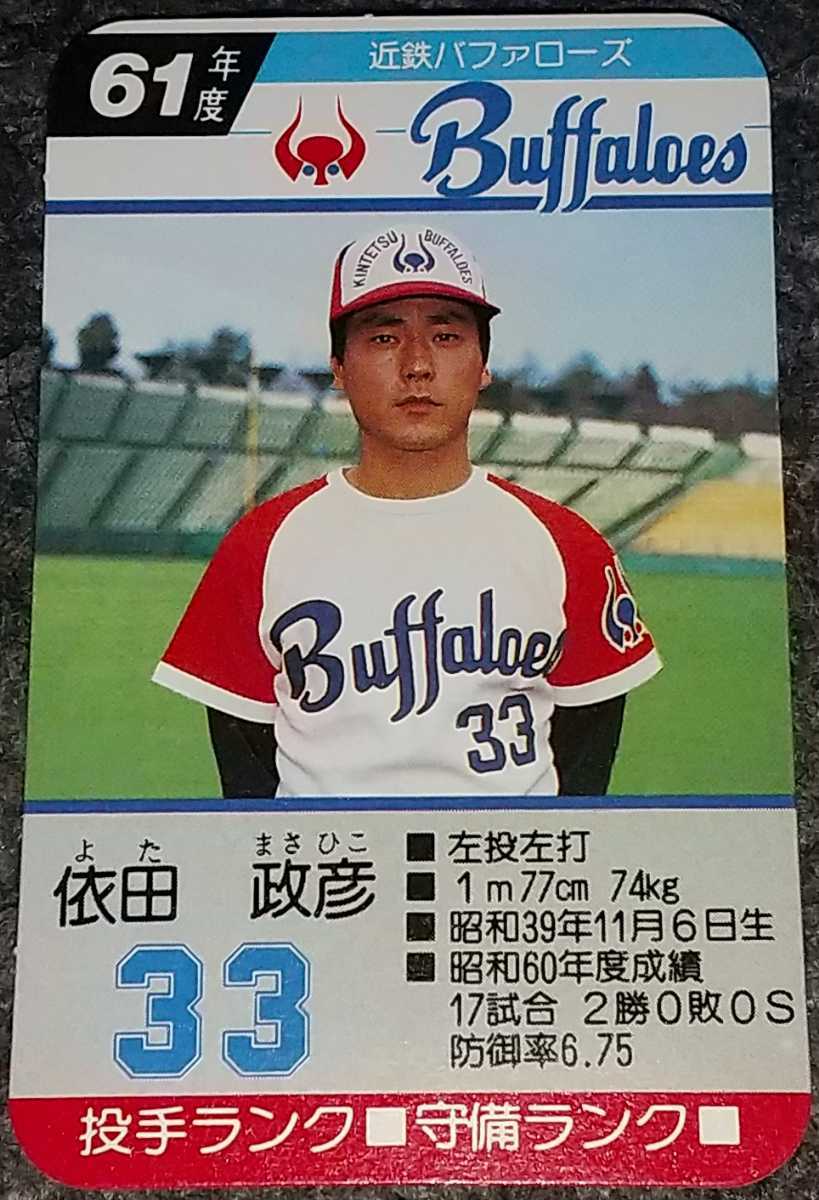 61年度
近鉄バファローズ
Buffaloes
KINTETSU BUFFALOES
Buffaloes
33
よた まさひこ
依田 政彦
33
■ 左投左打
■ 1m77cm 74kg
■ 昭和39年11月6日生
■ 昭和60年度成績
17試合 2勝0敗0S
防御率6.75
投手ランク■守備ランク■